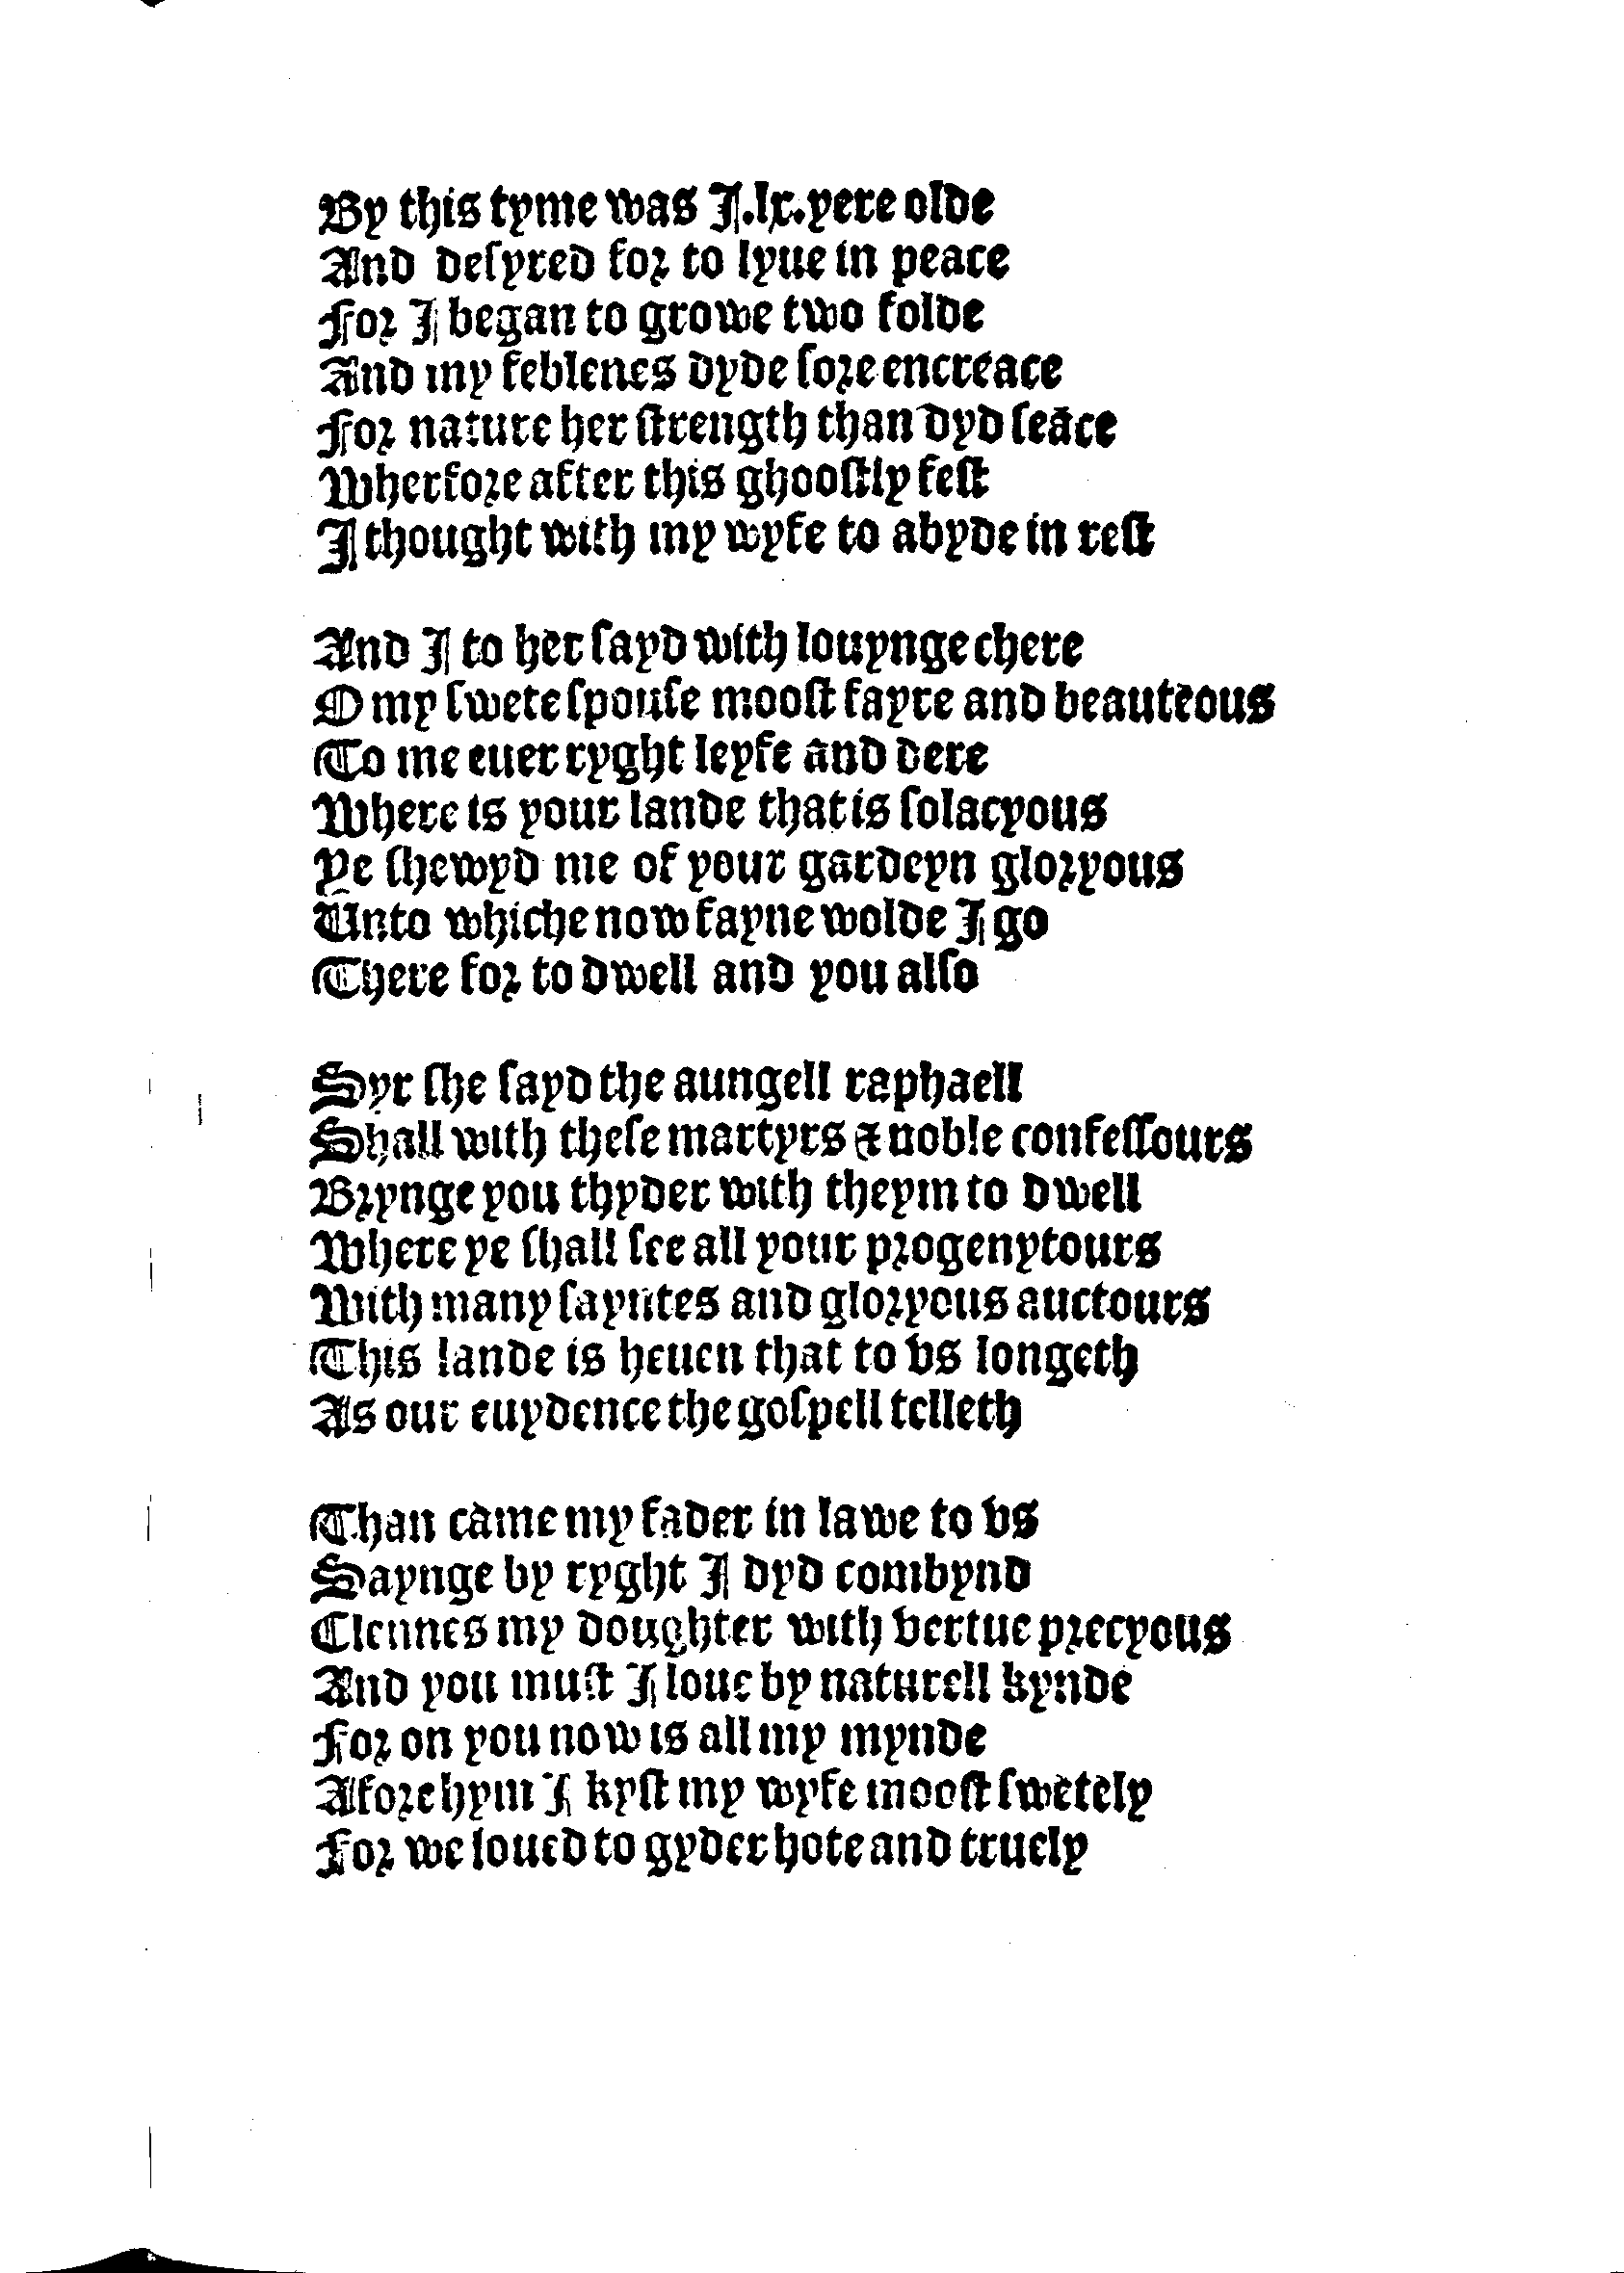 By this tyme was I.lx.yere olde
And deſyred for to lyue in peace
For I began to growe two folde
And my feblenes dyde ſore encreace
For nature her ſtrength than dyd ſeace
Wherfore after this ghooſtly feſt
I thought with my wyfe to abyde in reſt

And I to her ſayd with louynge chere
O my ſwete ſpouſe mooſt fayre and beauteous
To me euer ryght leyfe and dere
Where is your lande that is ſolacyous
Ye ſhewyd me of your gardeyn gloryous
Unto whiche now fayne wolde I go
There for to dwell and you alſo

Syr ſhe ſayd the aungell raphaell
Shall with theſe martyrs & noble confeſſours
Brynge you thyder with theym to dwell
Where ye ſhall ſee all your progenytours
With many ſayntes and gloryous auctours
This lande is heuen that to vs longeth
As our euydence the goſpell telleth

Than came my fader in lawe to vs
Saynge by ryght I dyd combynd
Clennes my doughter with vertue precyous
And you muſt I loue by naturell kynde
For on you now is all my mynde
Afore hym I kyſt my wyfe mooſt ſwetely
For we loued to gyder hote and truely